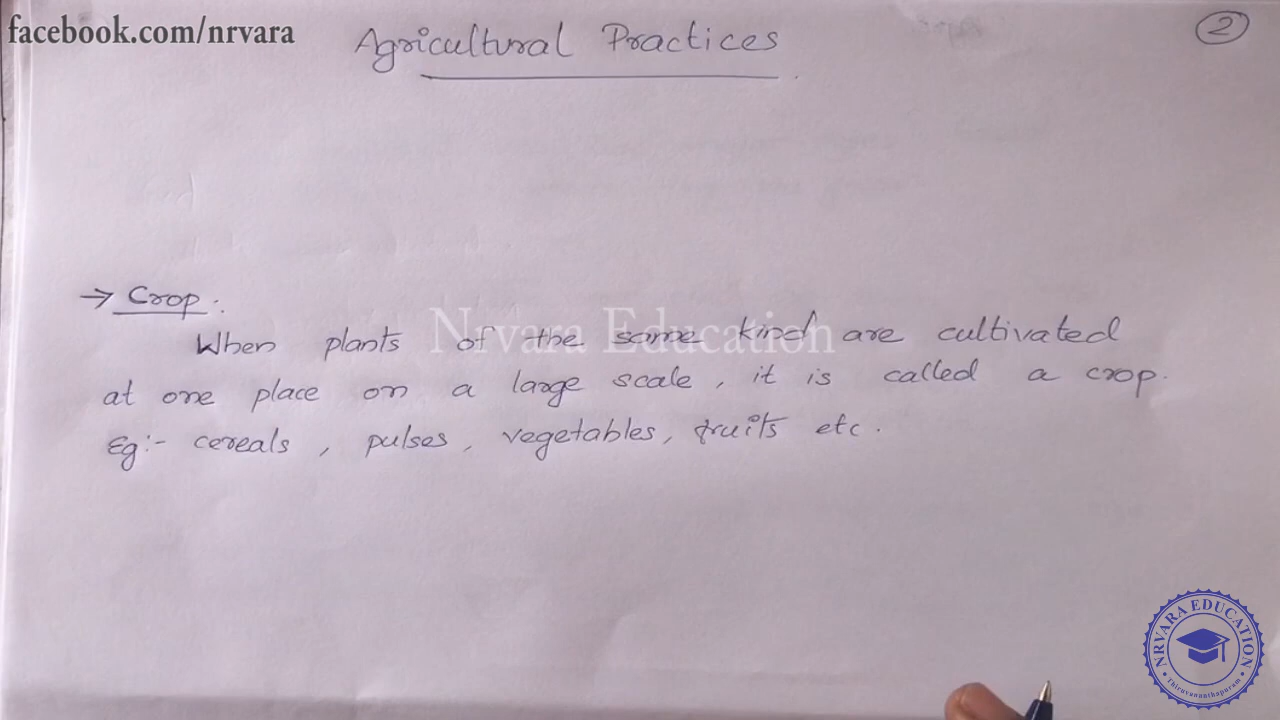 facebook.com/nrvara
Agricultural Practices
2
→ Crop :
When plants of the same kind are cultivated
at one place on a large scale, it is called a crop.
Eg:- cereals, pulses, vegetables, fruits etc.
Nrvara Education
NRVARA EDUCATION
Thiruvananthapuram